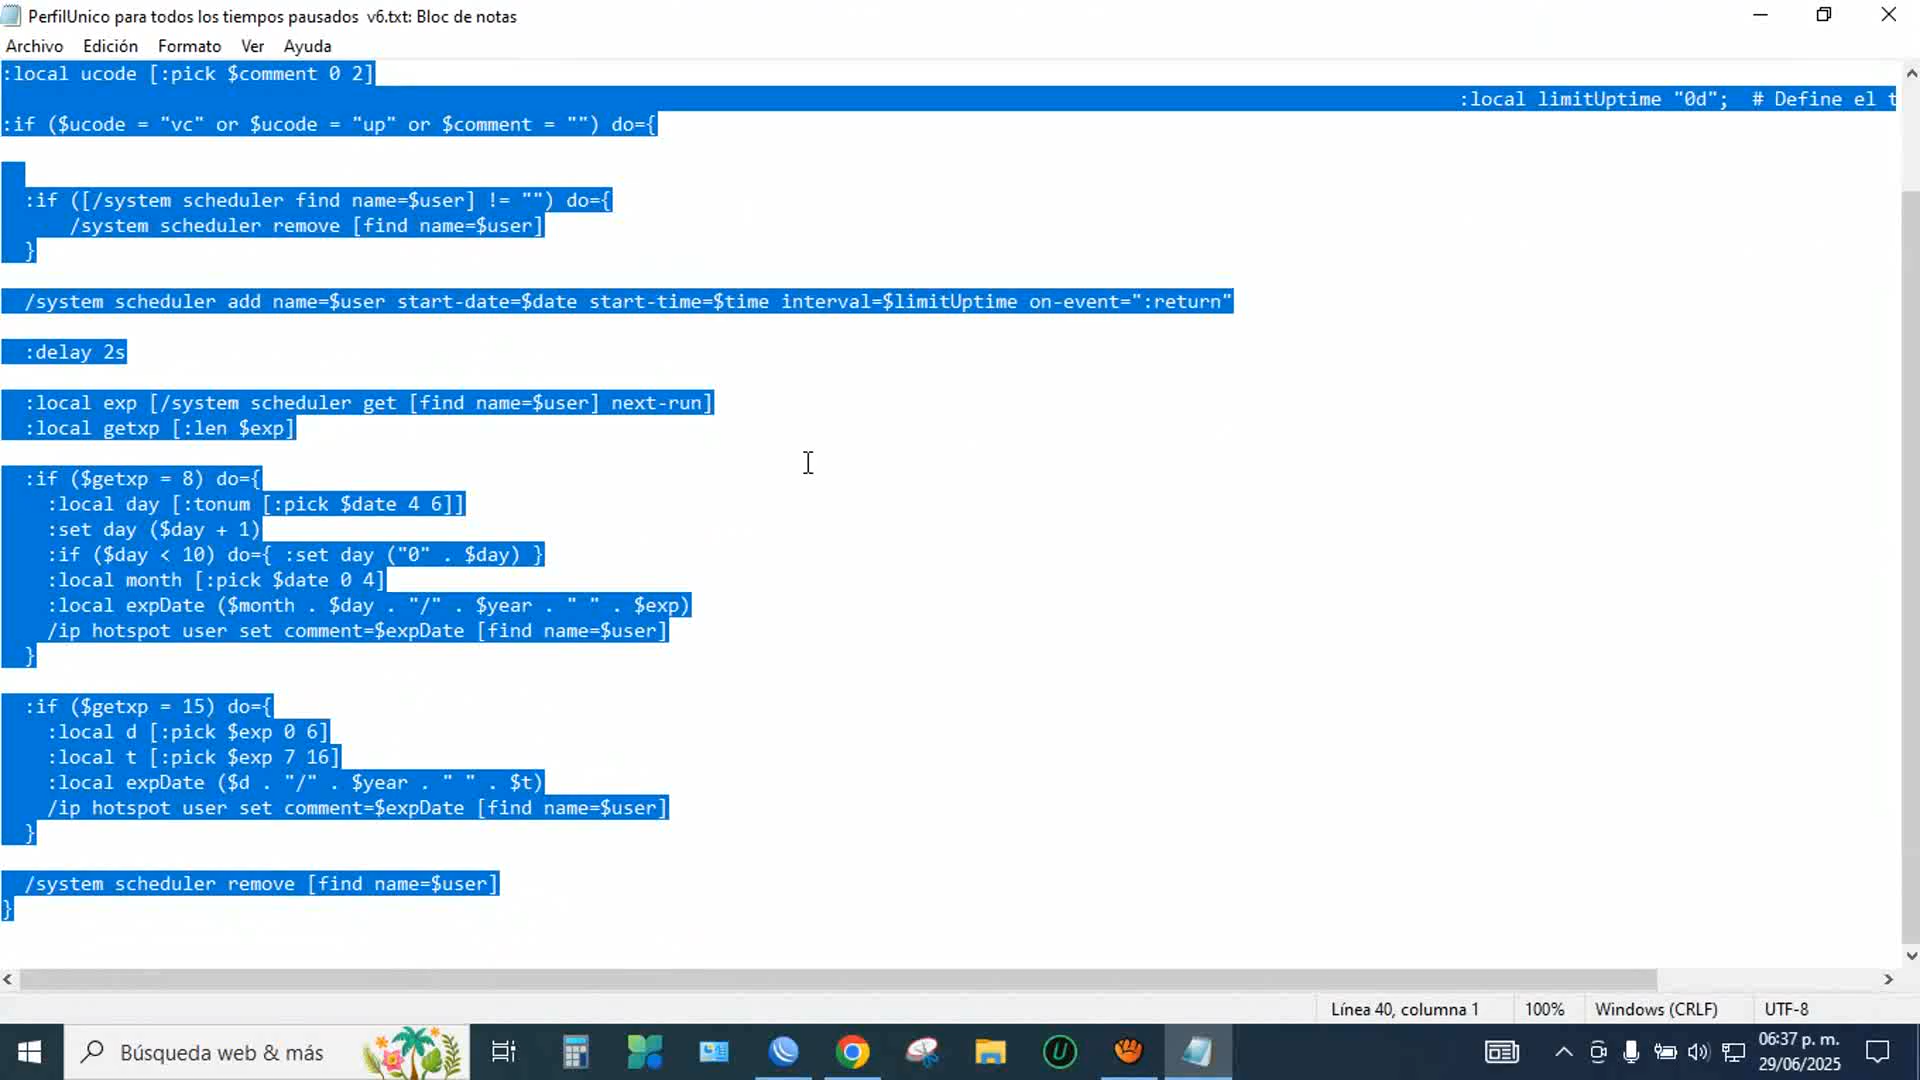 PerfilUnico para todos los tiempos pausados  v6.txt: Bloc de notas
Archivo Edición Formato Ver Ayuda
:local ucode [:pick $comment 0 2]
:local limitUptime "0d";  # Define el t
:if ($ucode = "vc" or $ucode = "up" or $comment = "") do={
  :if ([/system scheduler find name=$user] != "") do={
      /system scheduler remove [find name=$user]
  }
  /system scheduler add name=$user start-date=$date start-time=$time interval=$limitUptime on-event=":return"
  :delay 2s
  :local exp [/system scheduler get [find name=$user] next-run]
  :local getxp [:len $exp]
  :if ($getxp = 8) do={
    :local day [:tonum [:pick $date 4 6]]
    :set day ($day + 1)
    :if ($day < 10) do={ :set day ("0" . $day) }
    :local month [:pick $date 0 4]
    :local expDate ($month . $day . "/" . $year . " " . $exp)
    /ip hotspot user set comment=$expDate [find name=$user]
  }
  :if ($getxp = 15) do={
    :local d [:pick $exp 0 6]
    :local t [:pick $exp 7 16]
    :local expDate ($d . "/" . $year . " " . $t)
    /ip hotspot user set comment=$expDate [find name=$user]
  }
  /system scheduler remove [find name=$user]
}
Línea 40, columna 1 100% Windows (CRLF) UTF-8
Búsqueda web & más
06:37 p. m.
29/06/2025